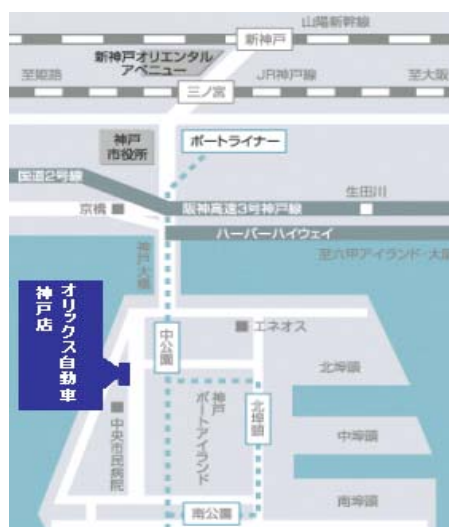 山陽新幹線
新神戸
新神戸オリエンタル
アベニュー
至姫路
JR神戸線
至大阪
三ノ宮
神戸
市役所
ポートライナー
国道2号線
生田川
京橋
阪神高速3号神戸線
ハーバーハイウェイ
至六甲アイランド・大阪
神戸大橋
オリックス自動車
神戸店
中公園
エネオス
北埠頭
神戸
ポートアイランド
北埠頭
中央市民病院
中埠頭
南公園
南埠頭